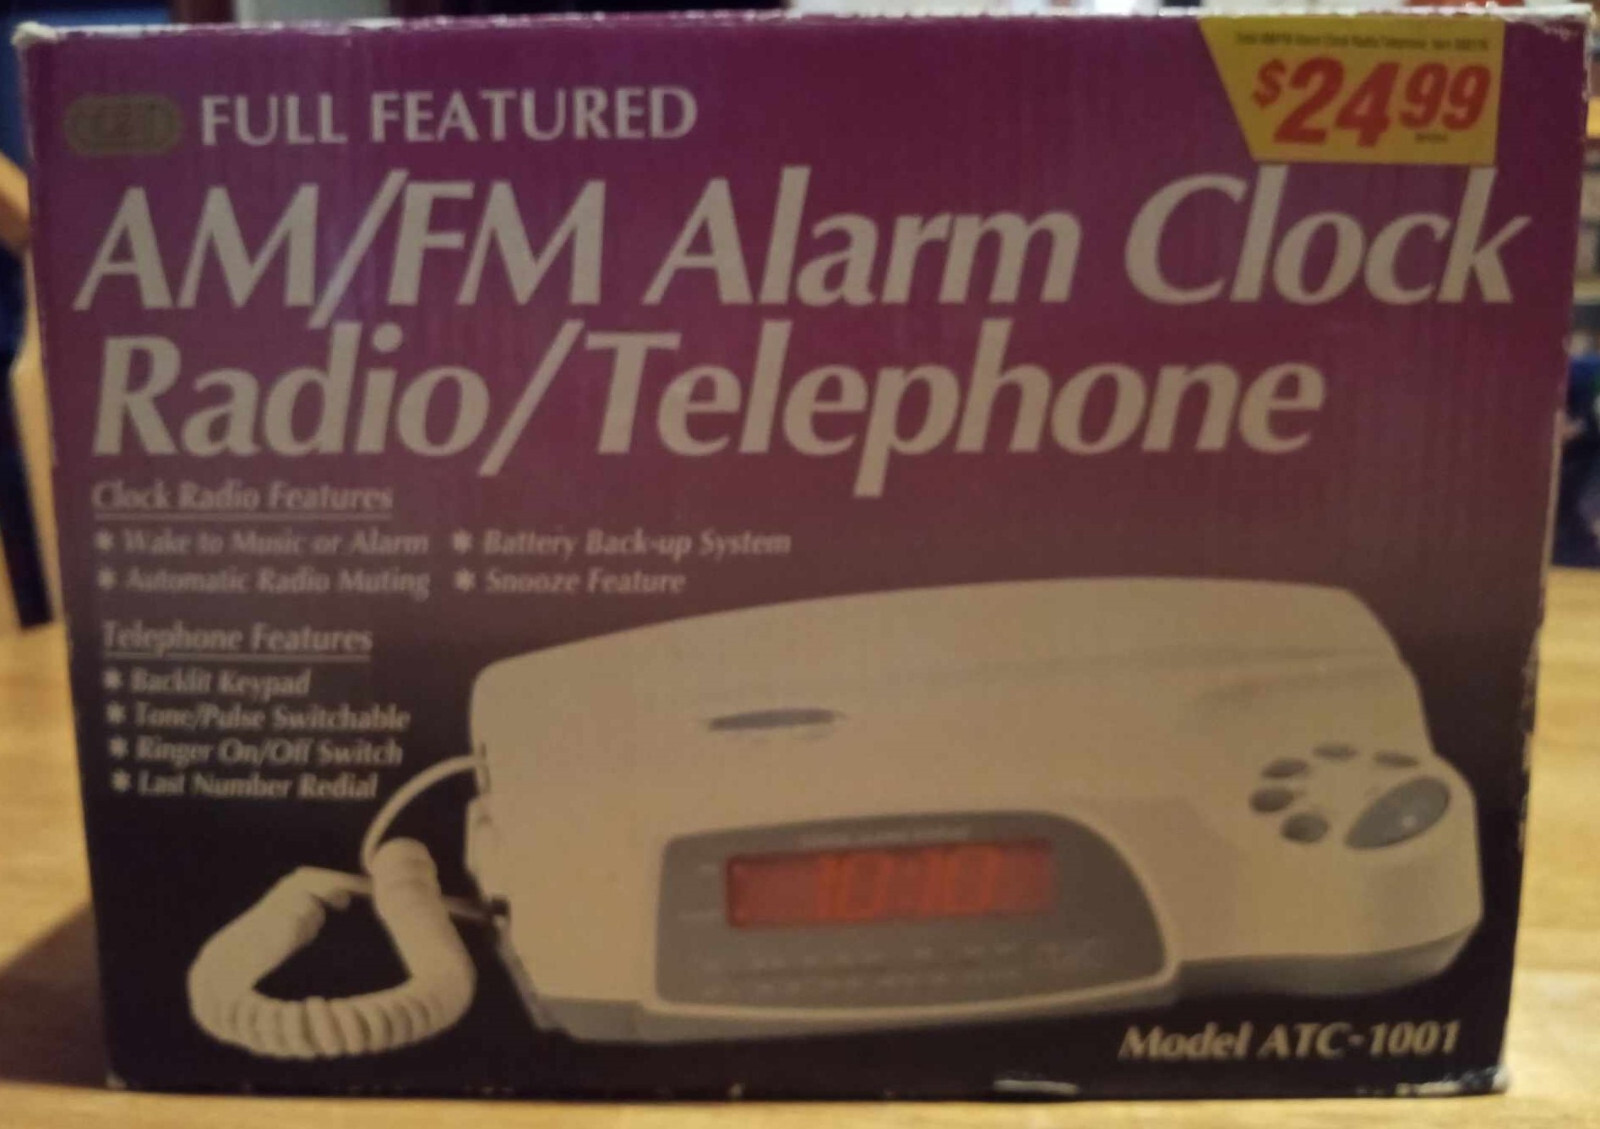 FULL FEATURED
$24.99
AM/FM Alarm Clock
Radio/Telephone
Clock Radio Features
* Wake to Music or Alarm * Battery Back-up System
* Automatic Radio Muting * Snooze Feature
Telephone Features
* Backlit Keypad
* Tone/Pulse Switchable
* Ringer On/Off Switch
* Last Number Redial
10:10
Model ATC-1001